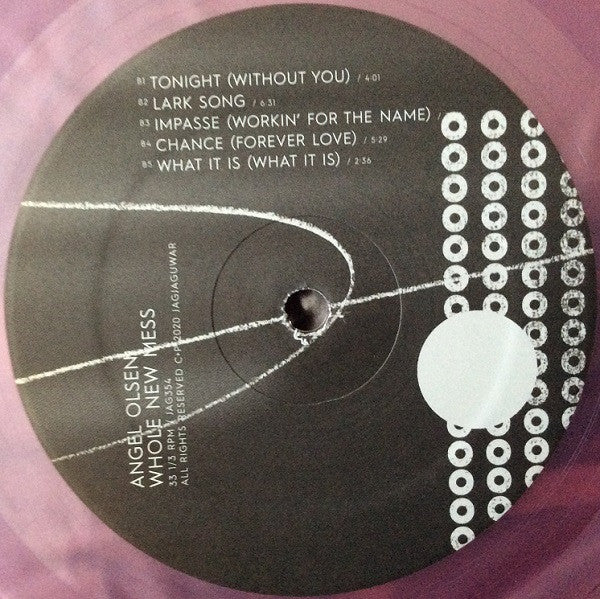 B1 TONIGHT (WITHOUT YOU) / 4:01
B2 LARK SONG / 6:31
B3 IMPASSE (WORKIN' FOR THE NAME) /
B4 CHANCE (FOREVER LOVE) / 5:29
B5 WHAT IT IS (WHAT IT IS) / 2:36
ANGEL OLSEN
WHOLE NEW MESS
33 1/3 RPM / JAG354
ALL RIGHTS RESERVED C+P 2020 JAGJAGUWAR